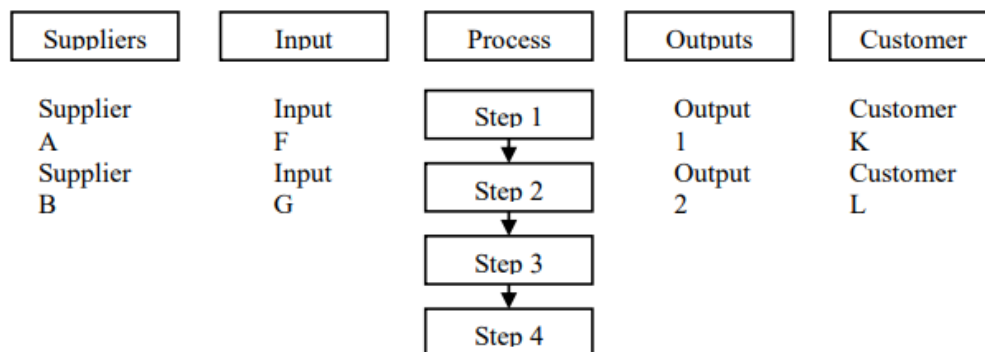 Suppliers Input Process Outputs Customer
Supplier Input Step 1 Output Customer
A F 1 K
Supplier Input Step 2 Output Customer
B G 2 L
Step 3
Step 4